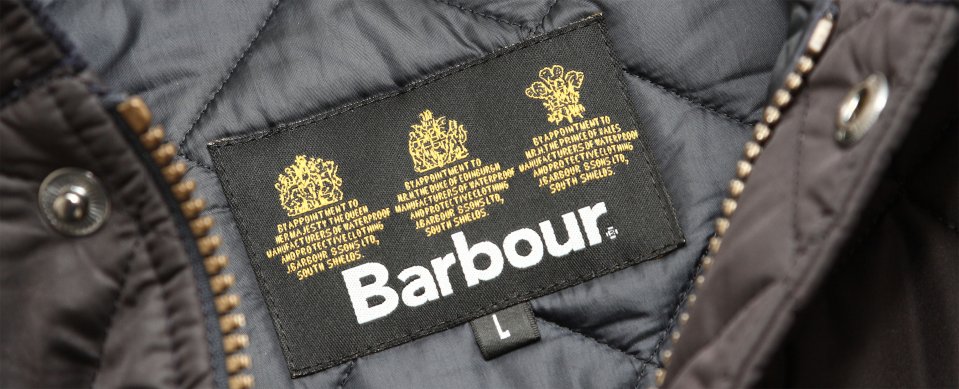 BY APPOINTMENT TO
HER MAJESTY THE QUEEN
MANUFACTURERS OF WATERPROOF
AND PROTECTIVE CLOTHING
J.BARBOUR & SONS LTD,
SOUTH SHIELDS.
BY APPOINTMENT TO
H.R.H. THE DUKE OF EDINBURGH
MANUFACTURERS OF WATERPROOF
AND PROTECTIVE CLOTHING
J.BARBOUR & SONS LTD,
SOUTH SHIELDS.
BY APPOINTMENT TO
H.R.H. THE PRINCE OF WALES
MANUFACTURERS OF WATERPROOF
AND PROTECTIVE CLOTHING
J.BARBOUR & SONS LTD,
SOUTH SHIELDS.
Barbour
L